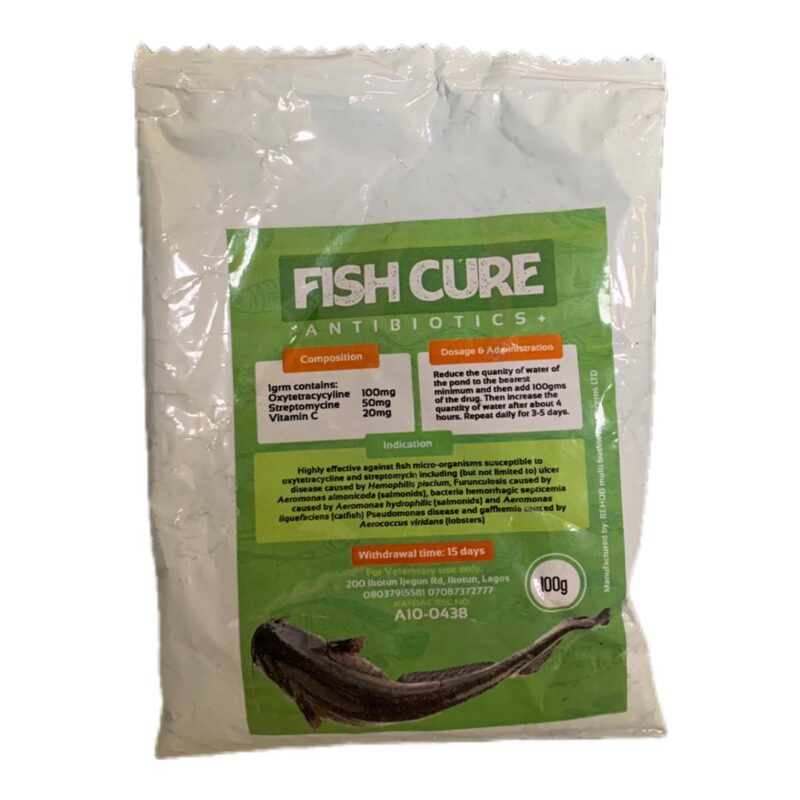 FISH CURE
ANTIBIOTICS+
Composition
1grm contains:
Oxytetracycyline 100mg
Streptomycine 50mg
Vitamin C 20mg
Dosage & Administration
Reduce the quanity of water of
the pond to the bearest
minimum and then add 100gms
of the drug. Then increase the
quantity of water after about 4
hours. Repeat daily for 3-5 days.
Indication
Highly effective against fish micro-organisms susceptible to
oxytetracycline and streptomycin including (but not limited to) ulcer
disease caused by Hemophilis piscium, Furunculosis caused by
Aeromonas almonicoda (salmonids), bacteria hemorrhagic septicemia
caused by Aeromonas hydrophilic (salmonids) and Aeromonas
liquefaciens (catfish) Pseudomonas disease and gaffkemia caused by
Aerococcus viridans (lobsters)
Withdrawal time: 15 days
For Veterinary use only.
200 Ikotun Ijegun Rd, Ikotun, Lagos
08037915581 07087372777
NAFDAC REG NO
A10-0438
100g
Manufactured by: REHOB multi LTD